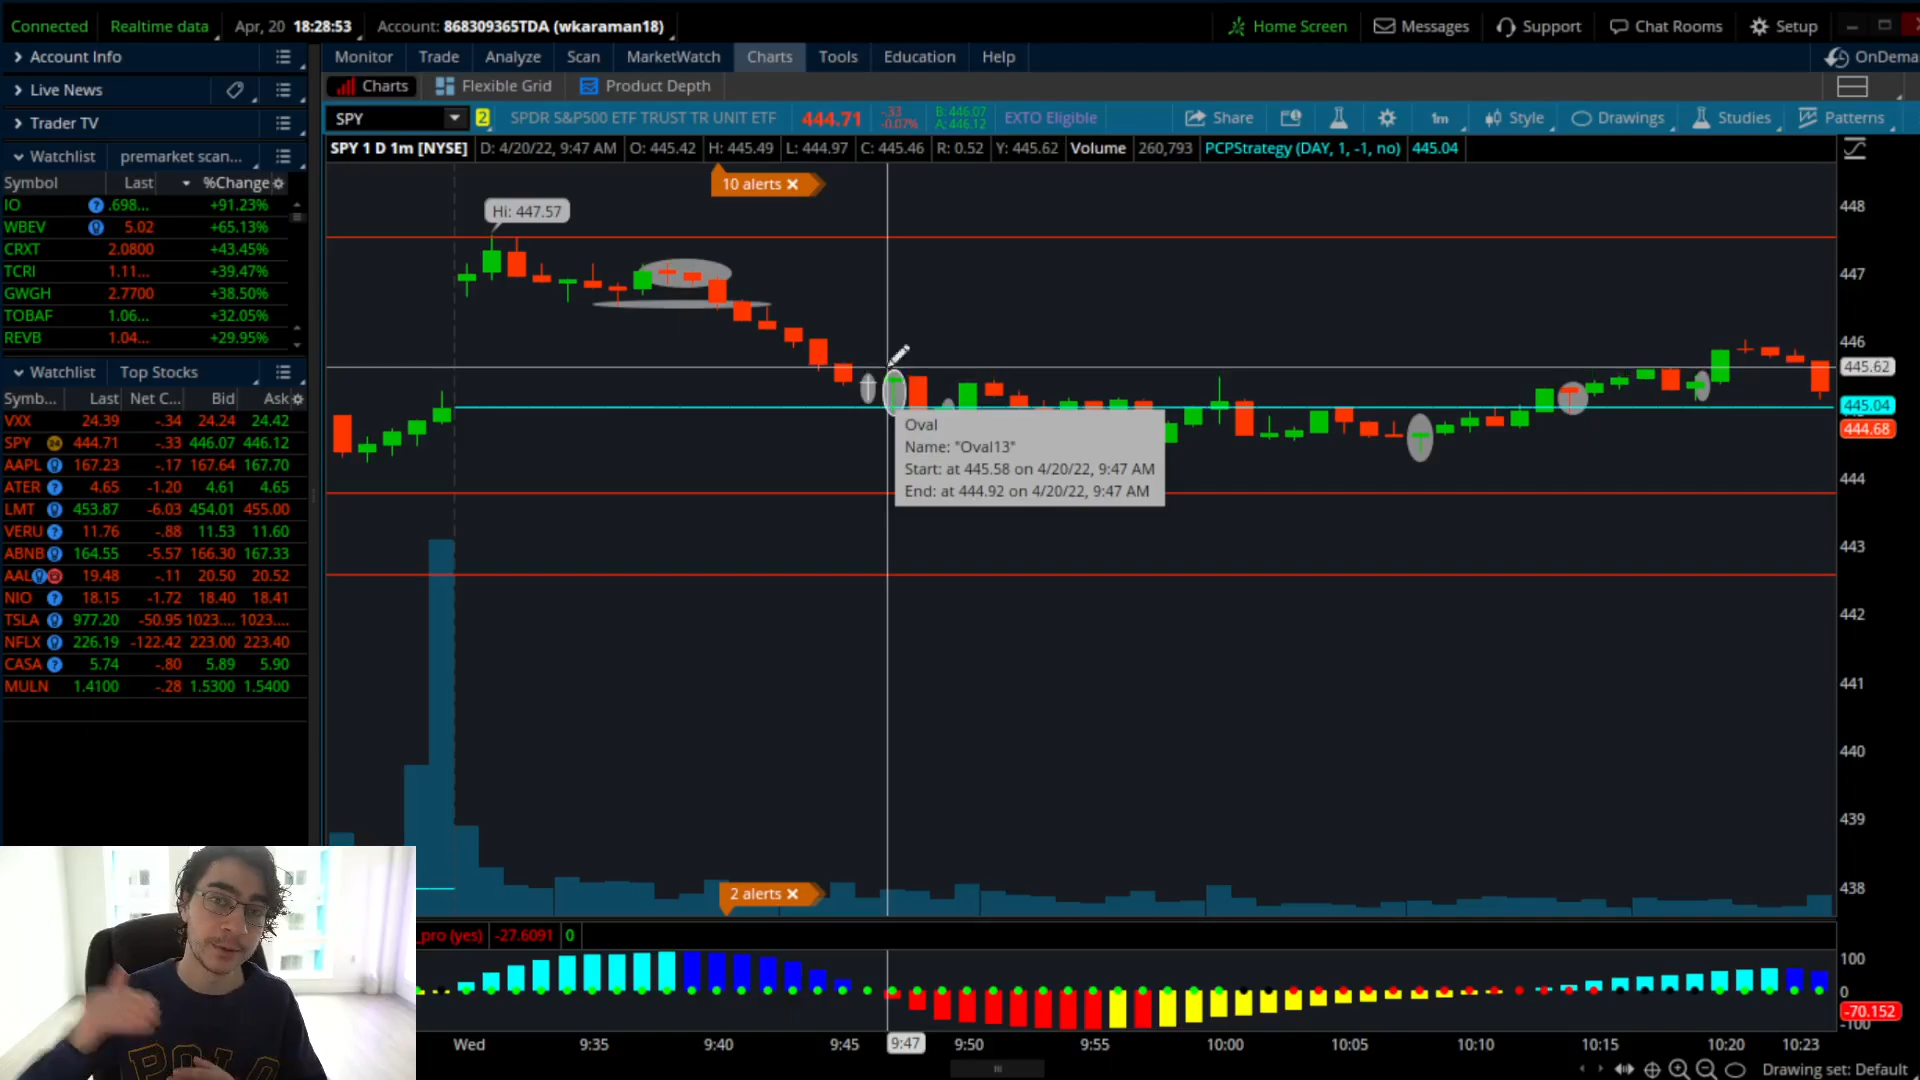 Connected Realtime data Apr, 20 18:28:53 Account: 868309365TDA (wkaraman18) Home Screen Messages Support Chat Rooms Setup
Account Info
Live News
Trader TV
Watchlist premarket scan...
Symbol Last %Change
IO .698... +91.23%
WBEV 5.02 +65.13%
CRXT 2.0800 +43.45%
TCRI 1.11... +39.47%
GWGH 2.7700 +38.50%
TOBAF 1.06... +32.05%
REVB 1.04... +29.95%
Watchlist Top Stocks
Symb... Last Net C... Bid Ask
VXX 24.39 -.34 24.24 24.42
SPY 444.71 -.33 446.07 446.12
AAPL 167.23 -.17 167.64 167.70
ATER 4.65 -1.20 4.61 4.65
LMT 453.87 -6.03 454.01 455.00
VERU 11.76 -.88 11.53 11.60
ABNB 164.55 -5.57 166.30 167.33
AAL 19.48 -.11 20.50 20.52
NIO 18.15 -1.72 18.40 18.41
TSLA 977.20 -50.95 1023.... 1023....
NFLX 226.19 -122.42 223.00 223.40
CASA 5.74 -.80 5.89 5.90
MULN 1.4100 -.28 1.5300 1.5400
Monitor Trade Analyze Scan MarketWatch Charts Tools Education Help OnDema
Charts Flexible Grid Product Depth
SPY 2 SPDR S&P500 ETF TRUST TR UNIT ETF 444.71 -.33 -0.07% B: 446.07 A: 446.12 EXTO Eligible Share 1m Style Drawings Studies Patterns
SPY 1 D 1m [NYSE] D: 4/20/22, 9:47 AM O: 445.42 H: 445.49 L: 444.97 C: 445.46 R: 0.52 Y: 445.62 Volume 260,793 PCPStrategy (DAY, 1, -1, no) 445.04
10 alerts
Hi: 447.57
448
447
446
445.62
445.04
444.68
444
443
442
441
440
439
438
Oval
Name: "Oval13"
Start: at 445.58 on 4/20/22, 9:47 AM
End: at 444.92 on 4/20/22, 9:47 AM
2 alerts
_pro (yes) -27.6091 0
100
0
-70.152
-100
Wed 9:35 9:40 9:45 9:47 9:50 9:55 10:00 10:05 10:10 10:15 10:20 10:23
Drawing set: Default
POLO